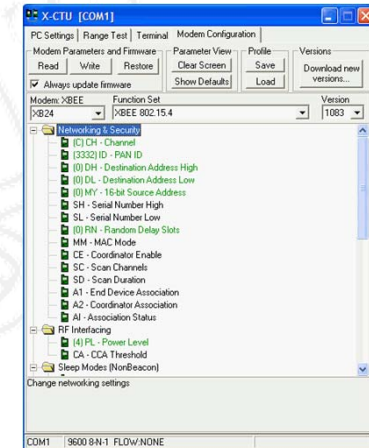 X-CTU [COM1]
PC Settings Range Test Terminal Modem Configuration
Modem Parameters and Firmware Parameter View Profile Versions
Read Write Restore Clear Screen Save Download new versions...
Always update firmware Show Defaults Load
Modem: XBEE Function Set Version
XB24 XBEE 802.15.4 1083
Networking & Security
(C) CH - Channel
(3332) ID - PAN ID
(0) DH - Destination Address High
(0) DL - Destination Address Low
(0) MY - 16-bit Source Address
SH - Serial Number High
SL - Serial Number Low
(0) RN - Random Delay Slots
MM - MAC Mode
CE - Coordinator Enable
SC - Scan Channels
SD - Scan Duration
A1 - End Device Association
A2 - Coordinator Association
AI - Association Status
RF Interfacing
(4) PL - Power Level
CA - CCA Threshold
Sleep Modes (NonBeacon)
Change networking settings
COM1 9600 8-N-1 FLOW:NONE